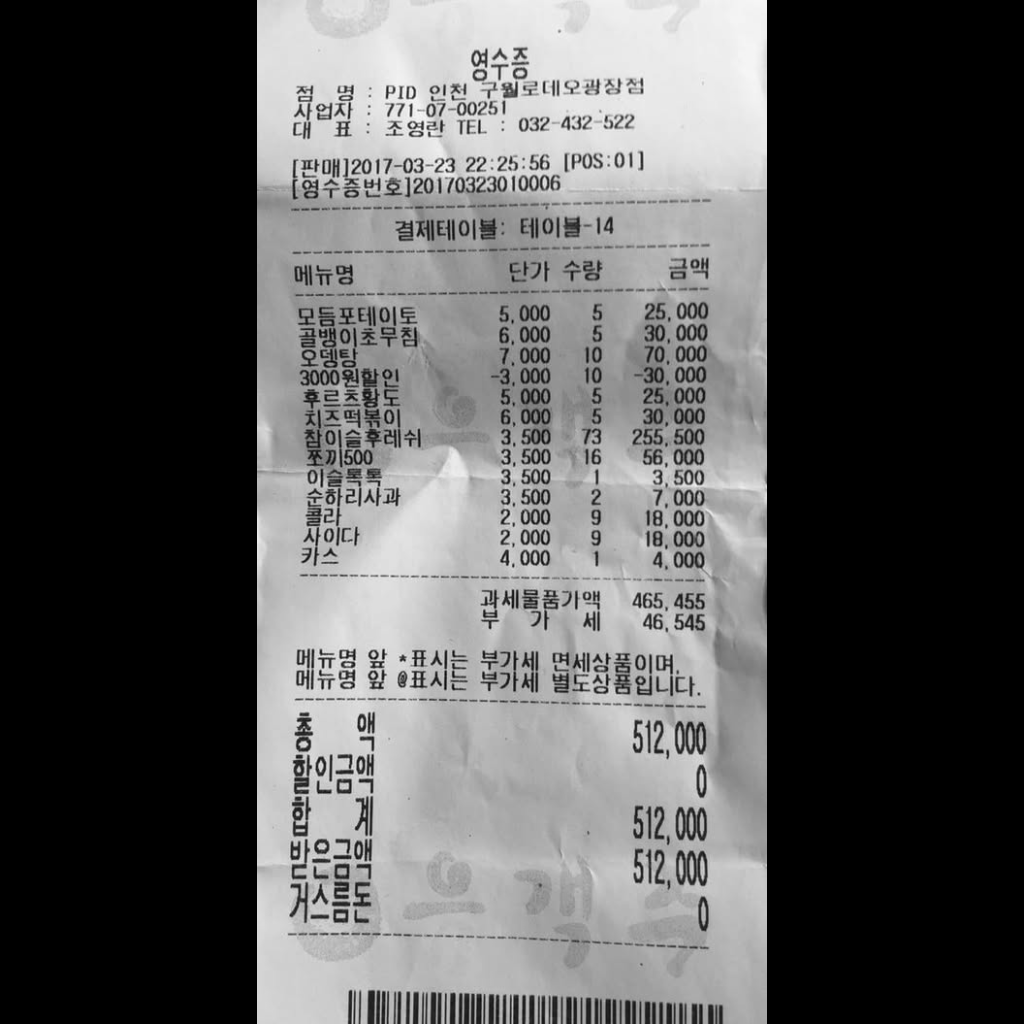 영수증
점 명 : PID 인천 구월로데오광장점
사업자 : 771-07-00251
대 표 : 조영란 TEL : 032-432-522
[판매]2017-03-23 22:25:56 [POS:01]
[영수증번호]20170323010006
결제테이블: 테이블-14
메뉴명 단가 수량 금액
모듬포테이토 5,000 5 25,000
골뱅이초무침 6,000 5 30,000
오뎅탕 7,000 10 70,000
3000원할인 -3,000 10 -30,000
후르츠황도 5,000 5 25,000
치즈떡볶이 6,000 5 30,000
참이슬후레쉬 3,500 73 255,500
쪼끼500 3,500 16 56,000
이슬톡톡 3,500 1 3,500
순하리사과 3,500 2 7,000
콜라 2,000 9 18,000
사이다 2,000 9 18,000
카스 4,000 1 4,000
과세물품가액 465,455
부 가 세 46,545
메뉴명 앞 *표시는 부가세 면세상품이며,
메뉴명 앞 @표시는 부가세 별도상품입니다.
총 액 512,000
할인금액 0
합 계 512,000
받은금액 512,000
거스름돈 0